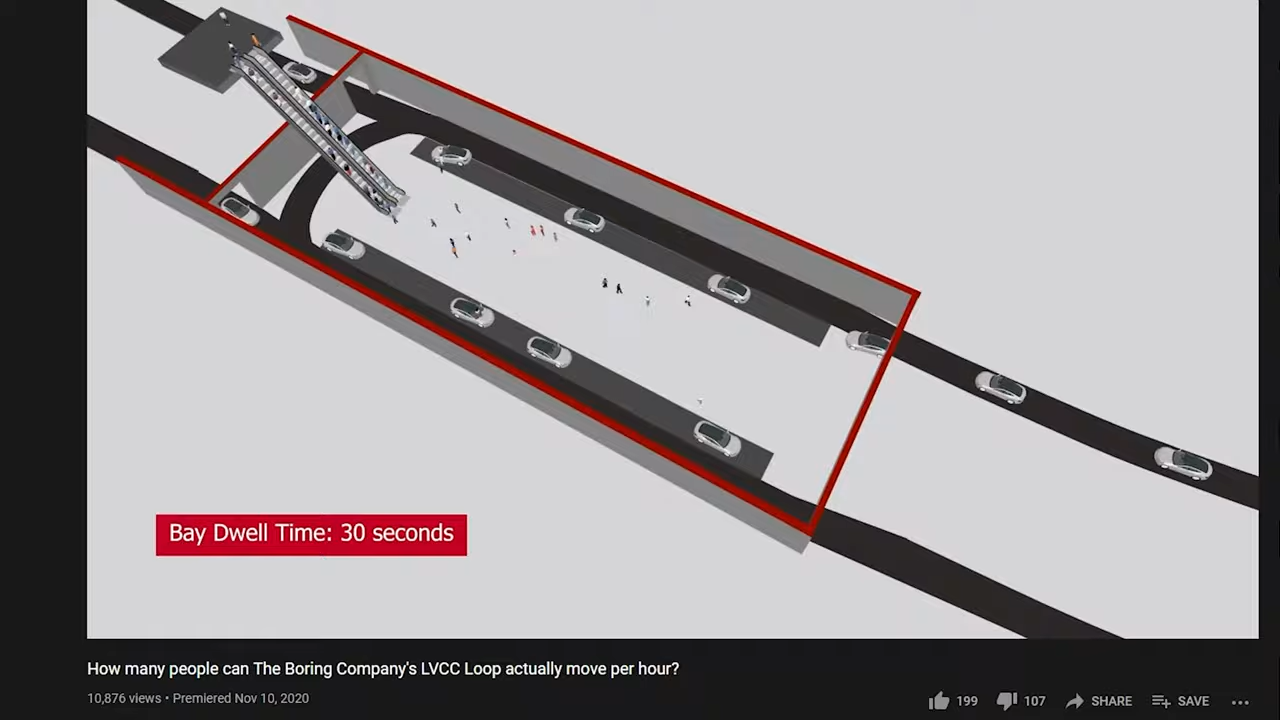 Bay Dwell Time: 30 seconds
How many people can The Boring Company's LVCC Loop actually move per hour?
10,876 views • Premiered Nov 10, 2020
199 107 SHARE SAVE